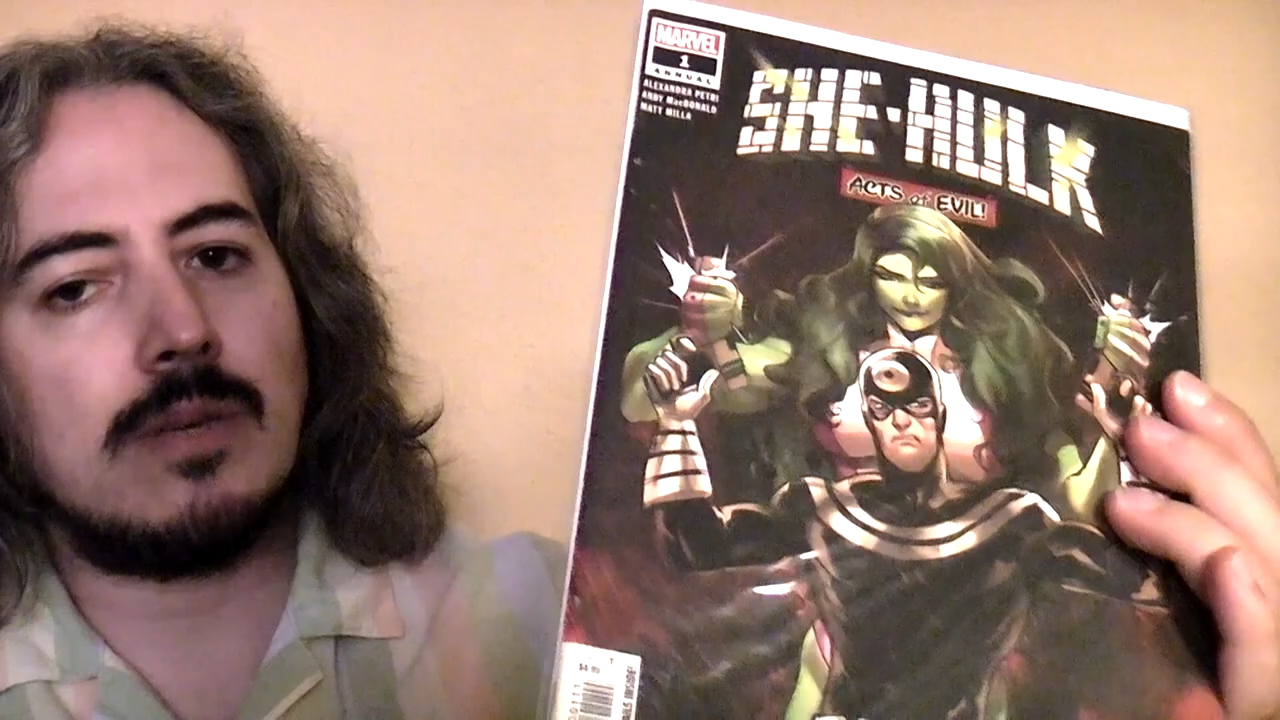 MARVEL
1
ANNUAL
ALEXANDRA PETRI
ANDY MacDONALD
MATT MILLA
SHE-HULK
ACTS of EVIL!
$4.99